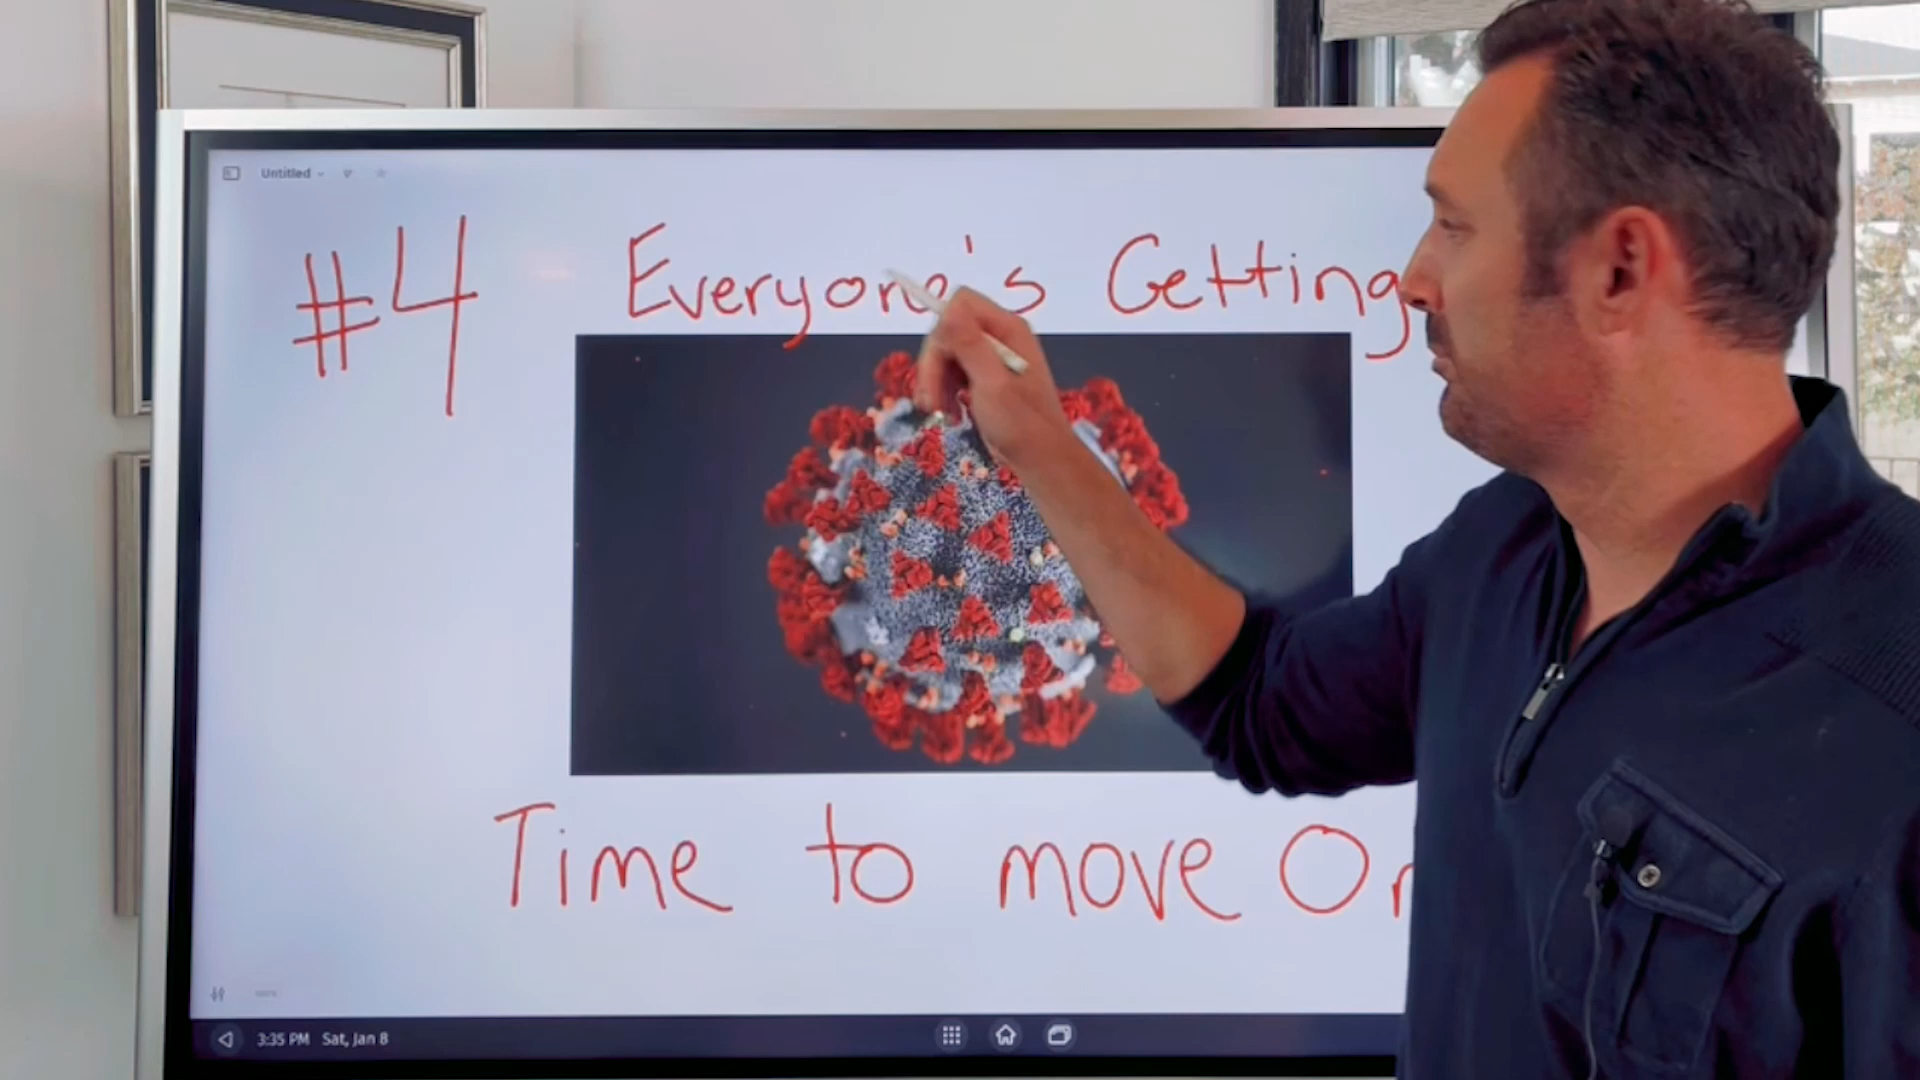 Untitled
#4 Everyone's Getting
Time to move On
3:35 PM Sat, Jan 8